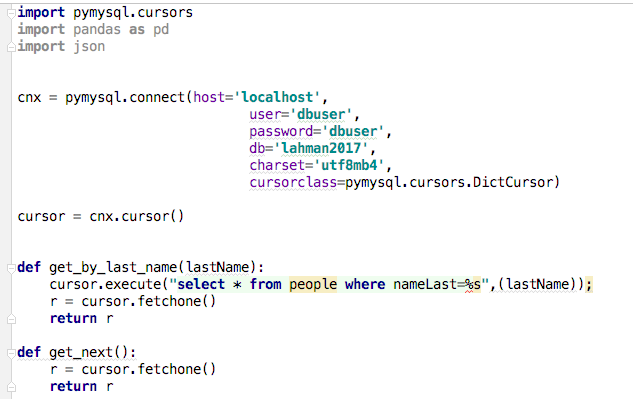 import pymysql.cursors
import pandas as pd
import json
cnx = pymysql.connect(host='localhost',
user='dbuser',
password='dbuser',
db='lahman2017',
charset='utf8mb4',
cursorclass=pymysql.cursors.DictCursor)
cursor = cnx.cursor()
def get_by_last_name(lastName):
cursor.execute("select * from people where nameLast=%s",(lastName));
r = cursor.fetchone()
return r
def get_next():
r = cursor.fetchone()
return r